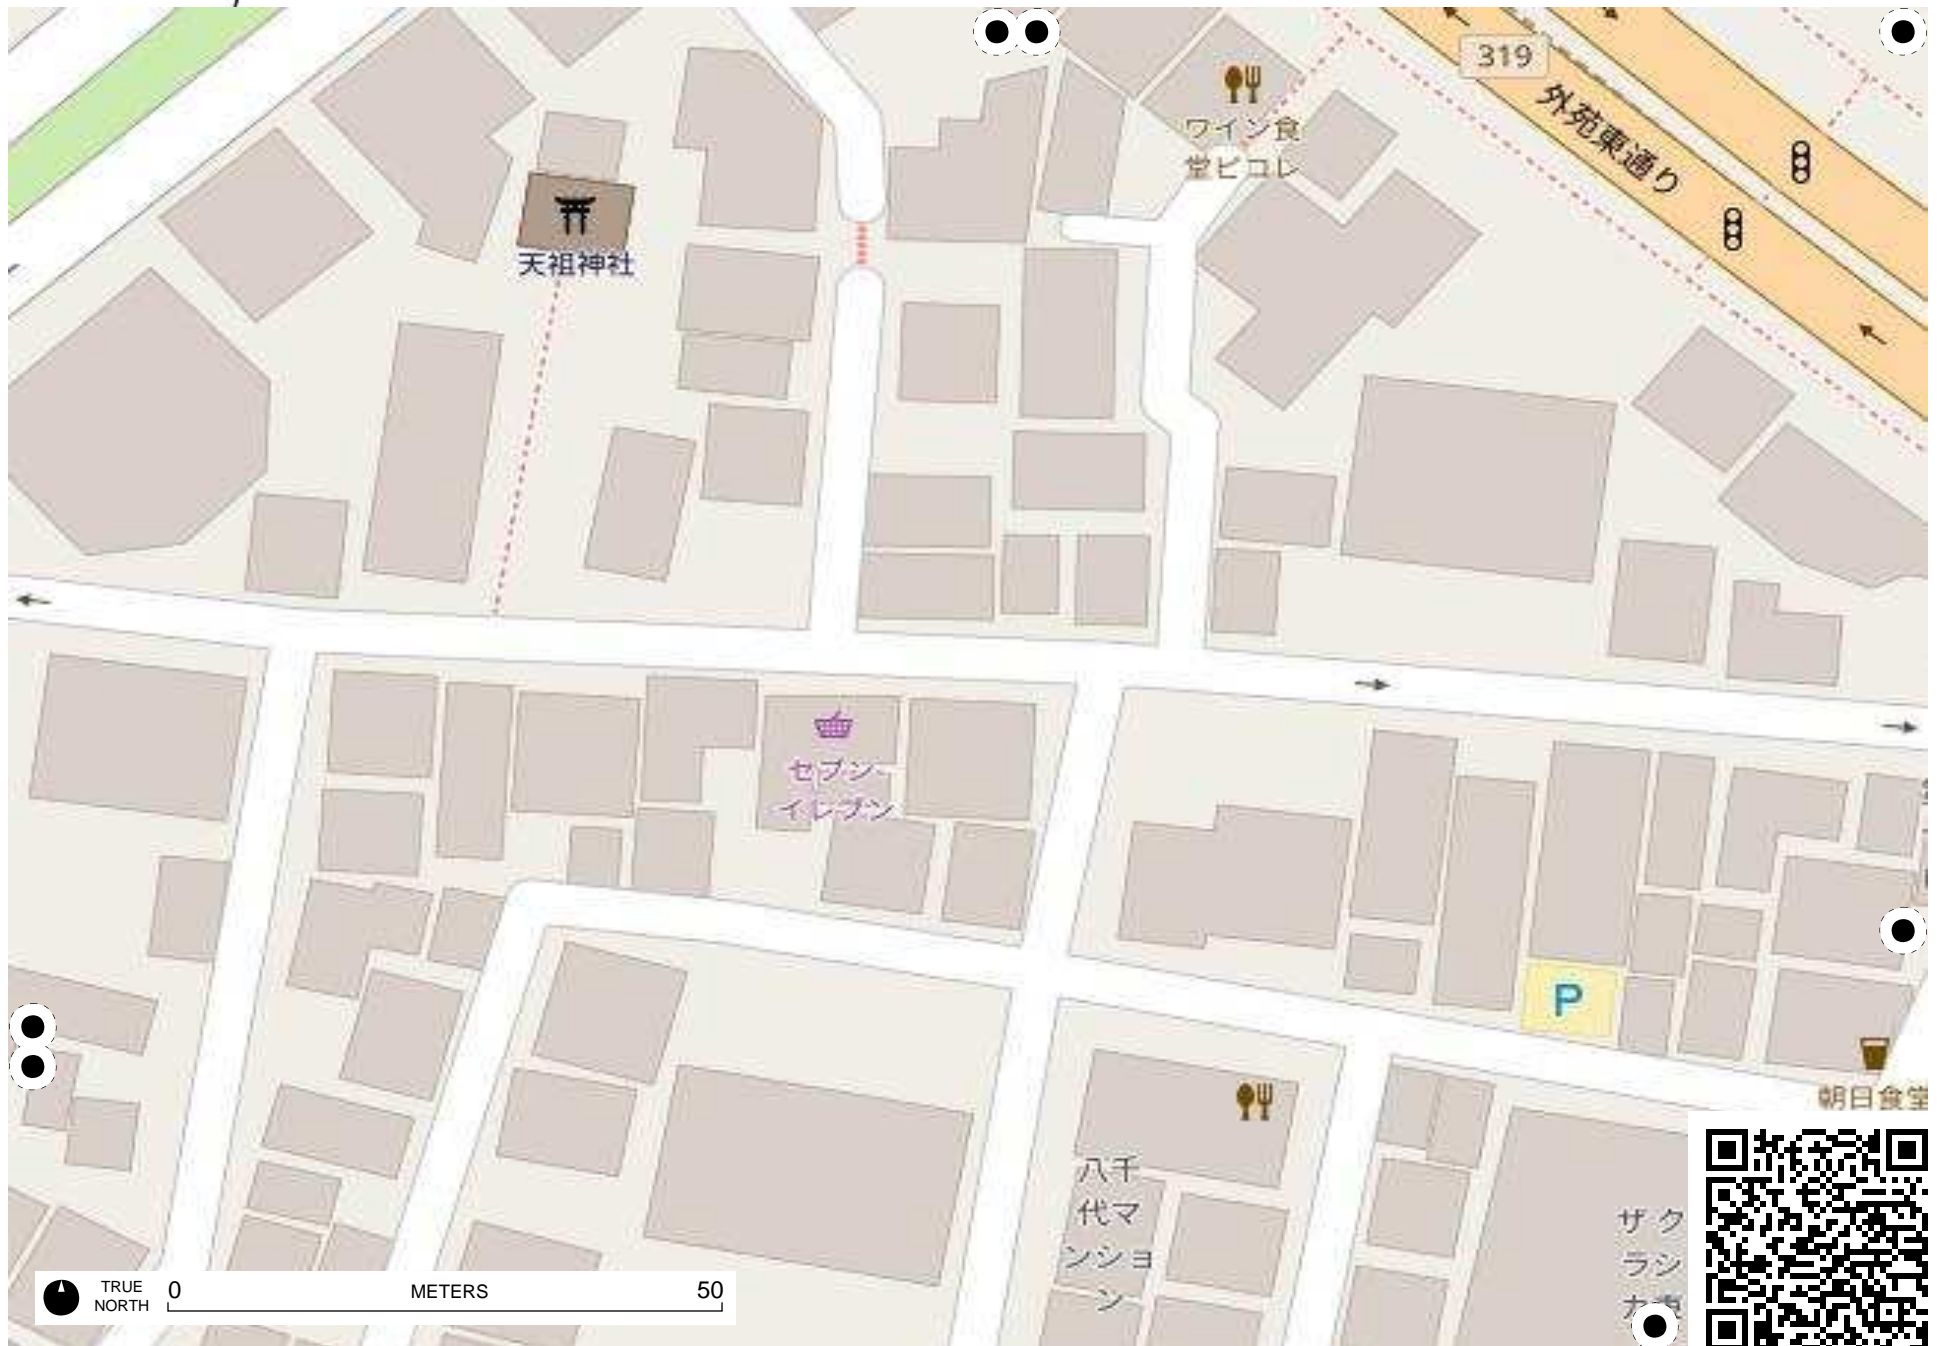 319
外苑東通り
ワイン食
堂ピコレ
天祖神社
セブン-
イレブン
P
朝日食堂
八千
代マ
ンショ
ン
ザ ク
ラシ
TRUE
NORTH
0
METERS
50